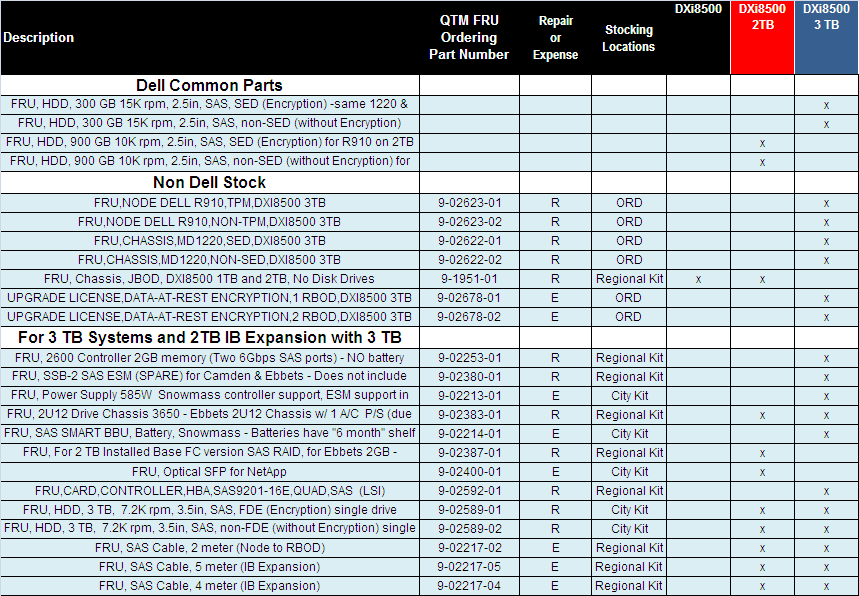 Description QTM FRU Ordering Part Number Repair or Expense Stocking Locations DXi8500 DXi8500 2TB DXi8500 3 TB
Dell Common Parts
FRU, HDD, 300 GB 15K rpm, 2.5in, SAS, SED (Encryption) -same 1220 & x
FRU, HDD, 300 GB 15K rpm, 2.5in, SAS, non-SED (without Encryption) x
FRU, HDD, 900 GB 10K rpm, 2.5in, SAS, SED (Encryption) for R910 on 2TB x
FRU, HDD, 900 GB 10K rpm, 2.5in, SAS, non-SED (without Encryption) for x
Non Dell Stock
FRU,NODE DELL R910,TPM,DXI8500 3TB 9-02623-01 R ORD x
FRU,NODE DELL R910,NON-TPM,DXI8500 3TB 9-02623-02 R ORD x
FRU,CHASSIS,MD1220,SED,DXI8500 3TB 9-02622-01 R ORD x
FRU,CHASSIS,MD1220,NON-SED,DXI8500 3TB 9-02622-02 R ORD x
FRU, Chassis, JBOD, DXI8500 1TB and 2TB, No Disk Drives 9-1951-01 R Regional Kit x x
UPGRADE LICENSE,DATA-AT-REST ENCRYPTION,1 RBOD,DXI8500 3TB 9-02678-01 E ORD x
UPGRADE LICENSE,DATA-AT-REST ENCRYPTION,2 RBOD,DXI8500 3TB 9-02678-02 E ORD x
For 3 TB Systems and 2TB IB Expansion with 3 TB
FRU, 2600 Controller 2GB memory (Two 6Gbps SAS ports) - NO battery 9-02253-01 R Regional Kit x
FRU, SSB-2 SAS ESM (SPARE) for Camden & Ebbets - Does not include 9-02380-01 R Regional Kit x
FRU, Power Supply 585W Snowmass controller support, ESM support in 9-02213-01 E City Kit x
FRU, 2U12 Drive Chassis 3650 - Ebbets 2U12 Chassis w/ 1 A/C P/S (due 9-02383-01 R Regional Kit x x
FRU, SAS SMART BBU, Battery, Snowmass - Batteries have "6 month" shelf 9-02214-01 E City Kit x
FRU, For 2 TB Installed Base FC version SAS RAID, for Ebbets 2GB - 9-02387-01 R Regional Kit x
FRU, Optical SFP for NetApp 9-02400-01 E City Kit x
FRU,CARD,CONTROLLER,HBA,SAS9201-16E,QUAD,SAS (LSI) 9-02592-01 R Regional Kit x
FRU, HDD, 3 TB, 7.2K rpm, 3.5in, SAS, FDE (Encryption) single drive 9-02589-01 R City Kit x x
FRU, HDD, 3 TB, 7.2K rpm, 3.5in, SAS, non-FDE (without Encryption) single 9-02589-02 R City Kit x x
FRU, SAS Cable, 2 meter (Node to RBOD) 9-02217-02 E Regional Kit x x
FRU, SAS Cable, 5 meter (IB Expansion) 9-02217-05 E Regional Kit x x
FRU, SAS Cable, 4 meter (IB Expansion) 9-02217-04 E Regional Kit x x